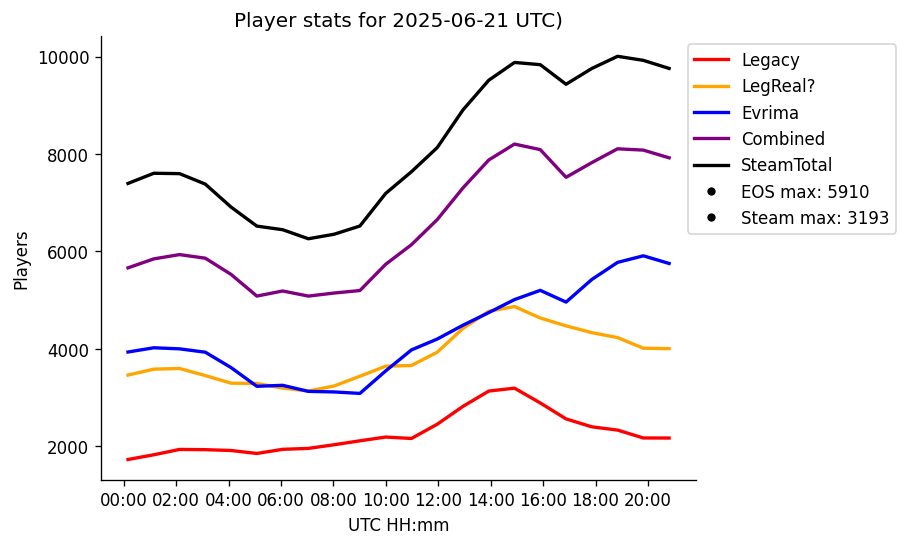 Player stats for 2025-06-21 UTC)
Legacy
LegReal?
Evrima
Combined
SteamTotal
EOS max: 5910
Steam max: 3193
Players
10000
8000
6000
4000
2000
00:00 02:00 04:00 06:00 08:00 10:00 12:00 14:00 16:00 18:00 20:00
UTC HH:mm